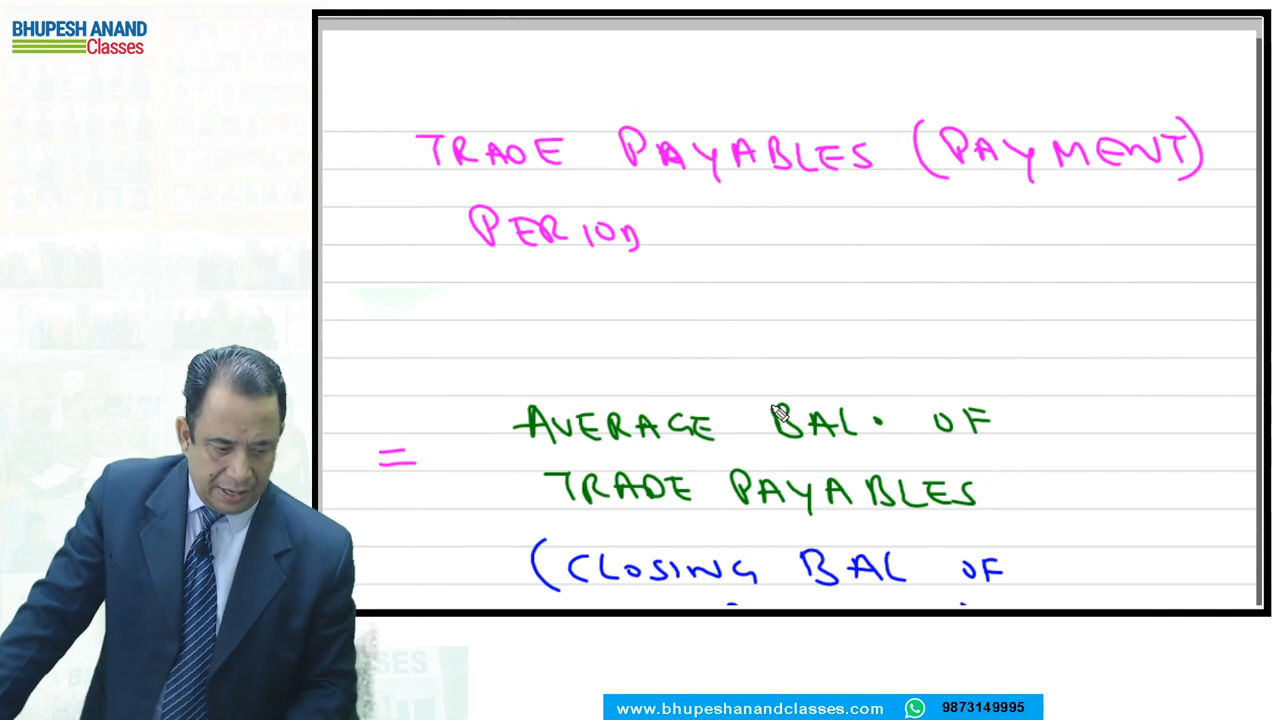 BHUPESH ANAND
Classes
TRADE PAYABLES (PAYMENT)
PERIOD
=
AVERAGE BAL. OF
TRADE PAYABLES
(CLOSING BAL OF
www.bhupeshanandclasses.com
9873149995